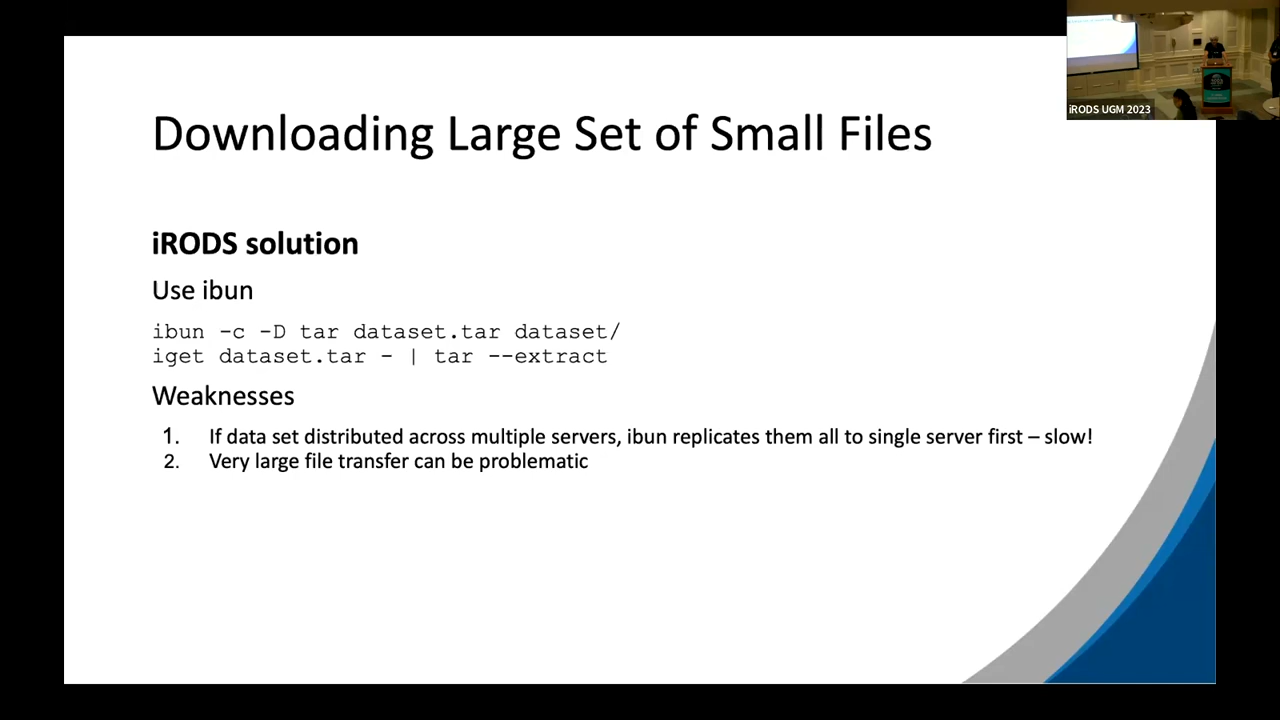 iRODS UGM 2023
Downloading Large Set of Small Files
iRODS solution
Use ibun
ibun -c -D tar dataset.tar dataset/
iget dataset.tar - | tar --extract
Weaknesses
1. If data set distributed across multiple servers, ibun replicates them all to single server first – slow!
2. Very large file transfer can be problematic